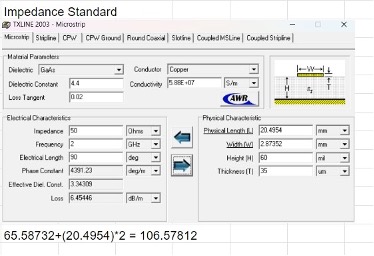 Impedance Standard
TXLINE 2003 - Microstrip
Microstrip Stripline CPW CPW Ground Round Coaxial Slotline Coupled MSLine Coupled Stripline
Material Parameters
Dielectric GaAs Conductor Copper
Dielectric Constant 4.4 Conductivity 5.88E+07 S/m
Loss Tangent 0.02 AWR
W
H
εr
T
Electrical Characteristics
Impedance 50 Ohms
Frequency 2 GHz
Electrical Length 90 deg
Phase Constant 4391.23 deg/m
Effective Diel. Const. 3.34309
Loss 6.45446 dB/m
Physical Characteristic
Physical Length (L) 20.4954 mm
Width (W) 2.87352 mm
Height (H) 60 mil
Thickness (T) 35 um
65.58732+(20.4954)*2 = 106.57812